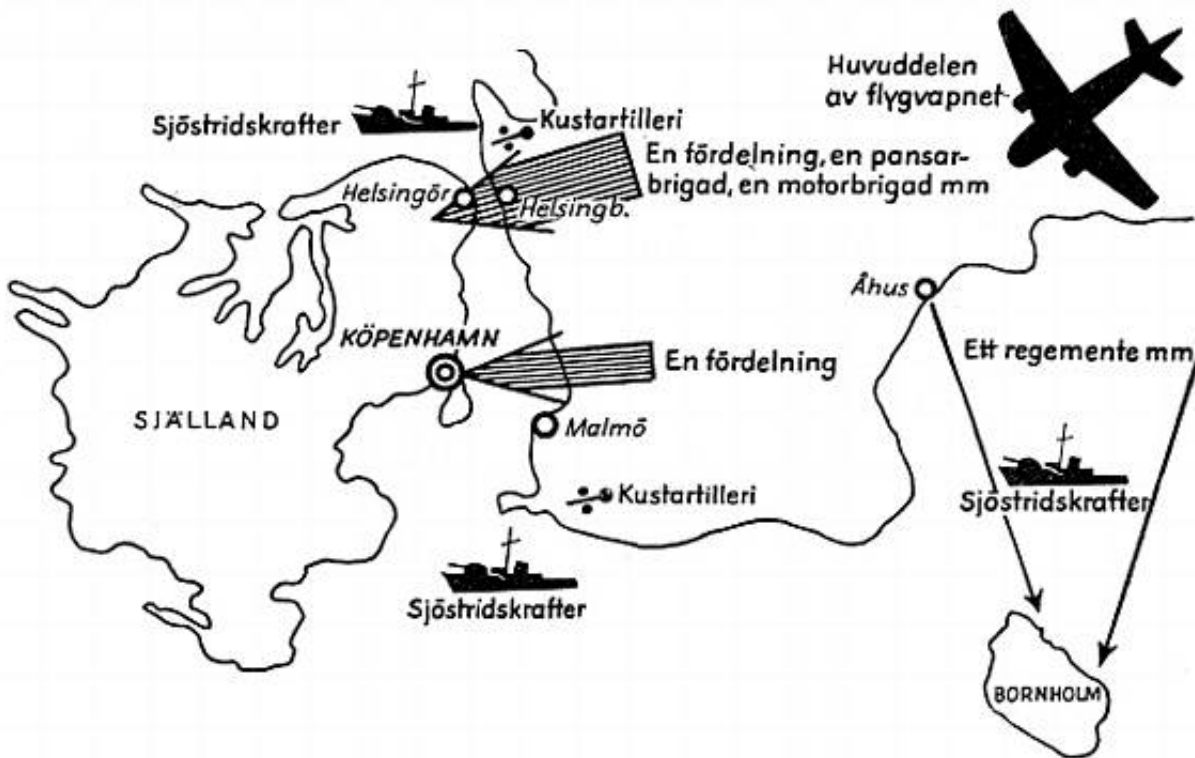 Huvuddelen
av flygvapnet
Sjöstridskrafter
Kustartilleri
En fördelning, en pansar-
brigad, en motorbrigad mm
Helsingör
Helsingb.
Åhus
KÖPENHAMN
En fördelning
Ett regemente mm
SJÄLLAND
Malmö
Kustartilleri
Sjöstridskrafter
Sjöstridskrafter
BORNHOLM